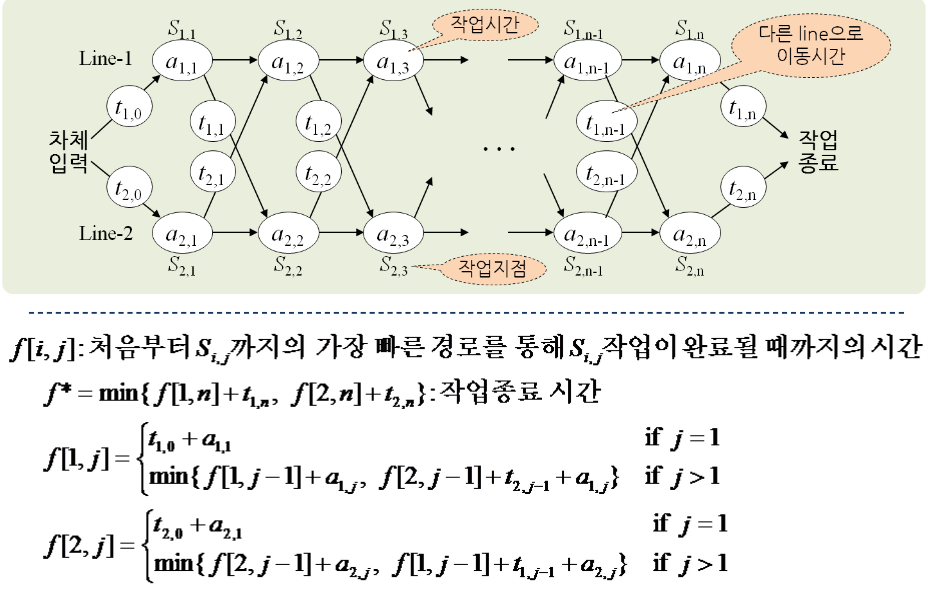 S1,1 S1,2 S1,3 작업시간 S1,n-1 S1,n 다른 line으로 이동시간
Line-1 a1,1 a1,2 a1,3 a1,n-1 a1,n
t1,0 t1,1 t1,2 t1,n-1 t1,n
차체 입력 . . . 작업 종료
t2,0 t2,1 t2,2 t2,n-1 t2,n
Line-2 a2,1 a2,2 a2,3 a2,n-1 a2,n
S2,1 S2,2 S2,3 작업지점 S2,n-1 S2,n
f[i, j]: 처음부터 Si,j까지의 가장 빠른 경로를 통해 Si,j 작업이 완료될 때까지의 시간
f* = min{ f[1,n]+t1,n, f[2,n]+t2,n}: 작업종료 시간
f[1, j] = { t1,0 + a1,1 if j = 1
min{ f[1, j−1]+a1,j, f[2, j−1]+t2,j−1+a1,j} if j > 1
f[2, j] = { t2,0 + a2,1 if j = 1
min{ f[2, j−1]+a2,j, f[1, j−1]+t1,j−1+a2,j} if j > 1